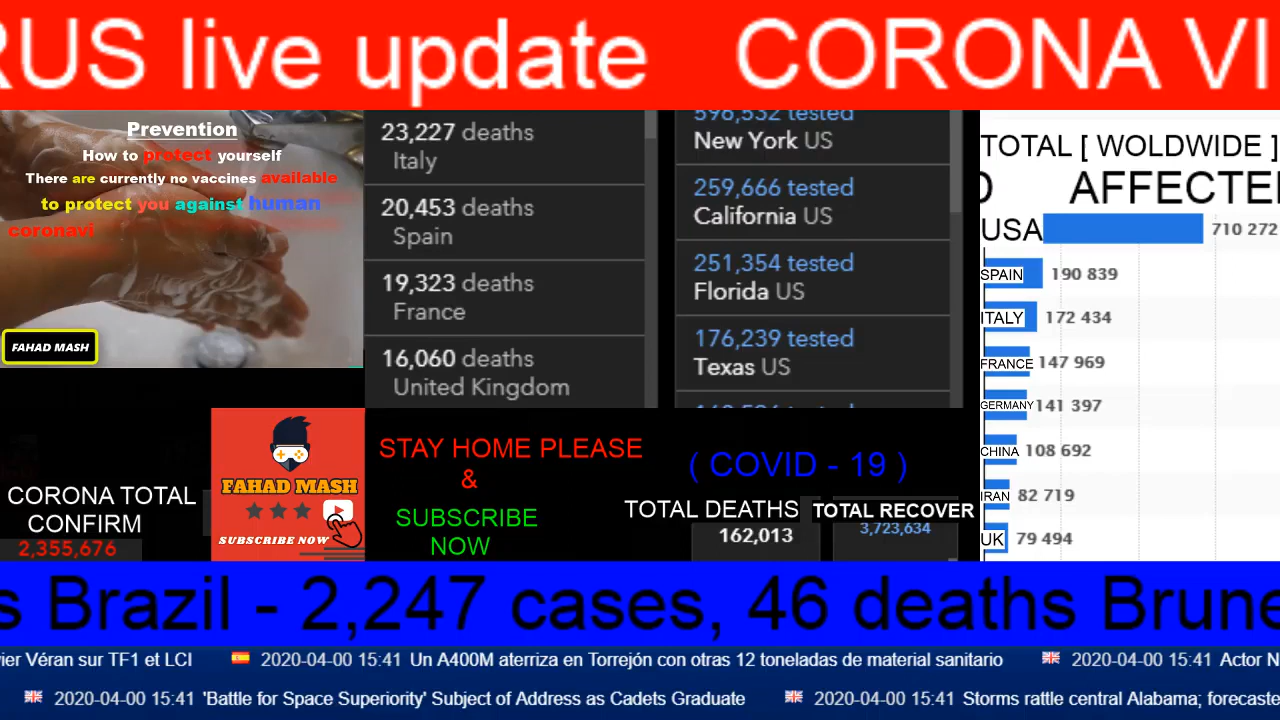 RUS live update CORONA VI
Prevention
How to protect yourself
There are currently no vaccines available
to protect you against human
coronavi
FAHAD MASH
23,227 deaths
Italy
20,453 deaths
Spain
19,323 deaths
France
16,060 deaths
United Kingdom
596,532 tested
New York US
259,666 tested
California US
251,354 tested
Florida US
176,239 tested
Texas US
TOTAL [ WOLDWIDE ]
D AFFECTED
USA 710 272
SPAIN 190 839
ITALY 172 434
FRANCE 147 969
GERMANY 141 397
CHINA 108 692
IRAN 82 719
UK 79 494
CORONA TOTAL
CONFIRM
2,355,676
FAHAD MASH
SUBSCRIBE NOW
STAY HOME PLEASE
&
SUBSCRIBE
NOW
( COVID - 19 )
TOTAL DEATHS
162,013
TOTAL RECOVER
3,723,634
s Brazil - 2,247 cases, 46 deaths Brune
vier Véran sur TF1 et LCI 2020-04-00 15:41 Un A400M aterriza en Torrejón con otras 12 toneladas de material sanitario 2020-04-00 15:41 Actor N
2020-04-00 15:41 'Battle for Space Superiority' Subject of Address as Cadets Graduate 2020-04-00 15:41 Storms rattle central Alabama; forecaste